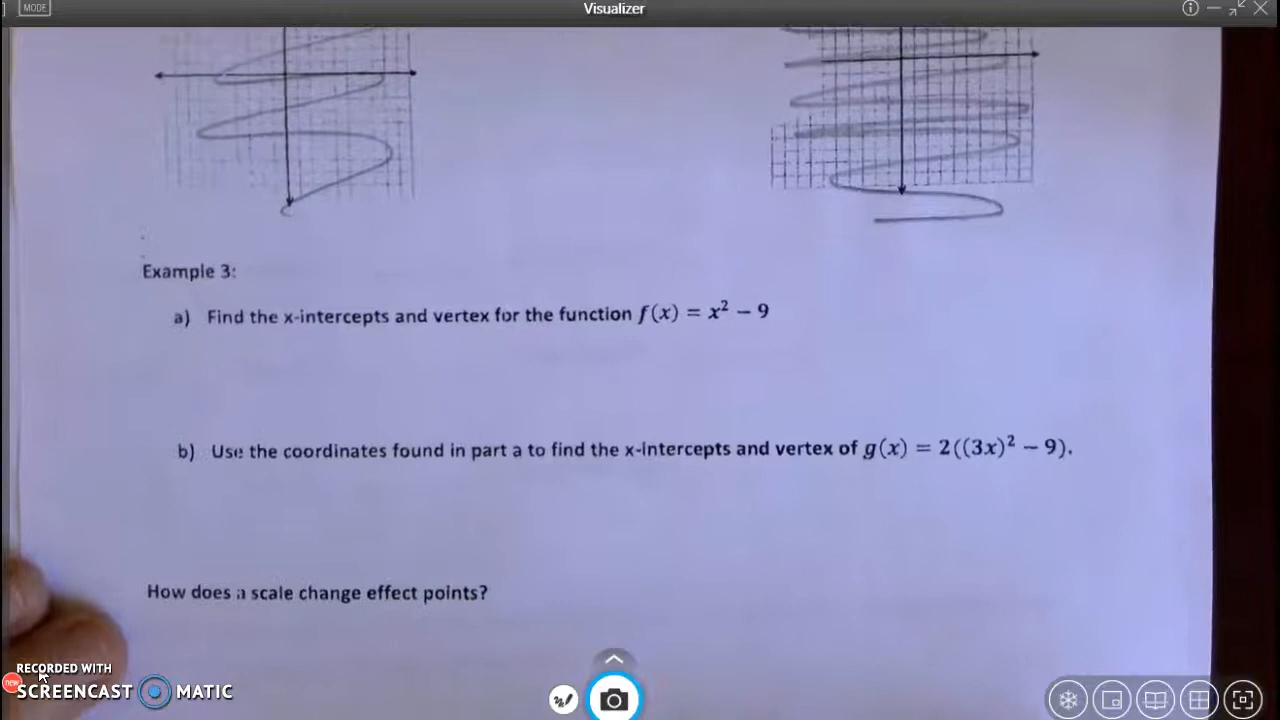 MODE
Visualizer
Example 3:
a) Find the x-intercepts and vertex for the function f(x) = x² − 9
b) Use the coordinates found in part a to find the x-intercepts and vertex of g(x) = 2((3x)² − 9).
How does a scale change effect points?
RECORDED WITH
new
SCREENCAST MATIC